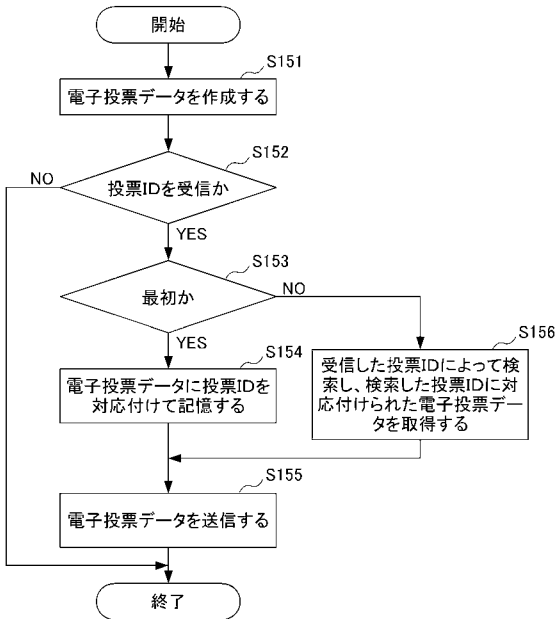 開始
S151
電子投票データを作成する
S152
投票IDを受信か
NO
YES
S153
最初か
NO
YES
S154
電子投票データに投票IDを
対応付けて記憶する
S156
受信した投票IDによって検
索し、検索した投票IDに対
応付けられた電子投票デー
タを取得する
S155
電子投票データを送信する
終了